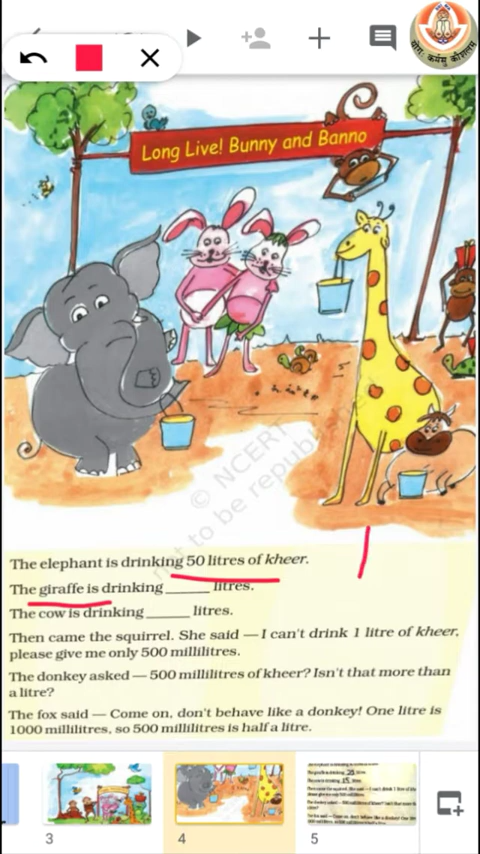 योगः कर्मसु कौशलम्
Long Live! Bunny and Banno
© NCERT
not to be republished
The elephant is drinking 50 litres of kheer.
The giraffe is drinking ______ litres.
The cow is drinking ______ litres.
Then came the squirrel. She said — I can't drink 1 litre of kheer,
please give me only 500 millilitres.
The donkey asked — 500 millilitres of kheer? Isn't that more than
a litre?
The fox said — Come on, don't behave like a donkey! One litre is
1000 millilitres, so 500 millilitres is half a litre.
3
4
5